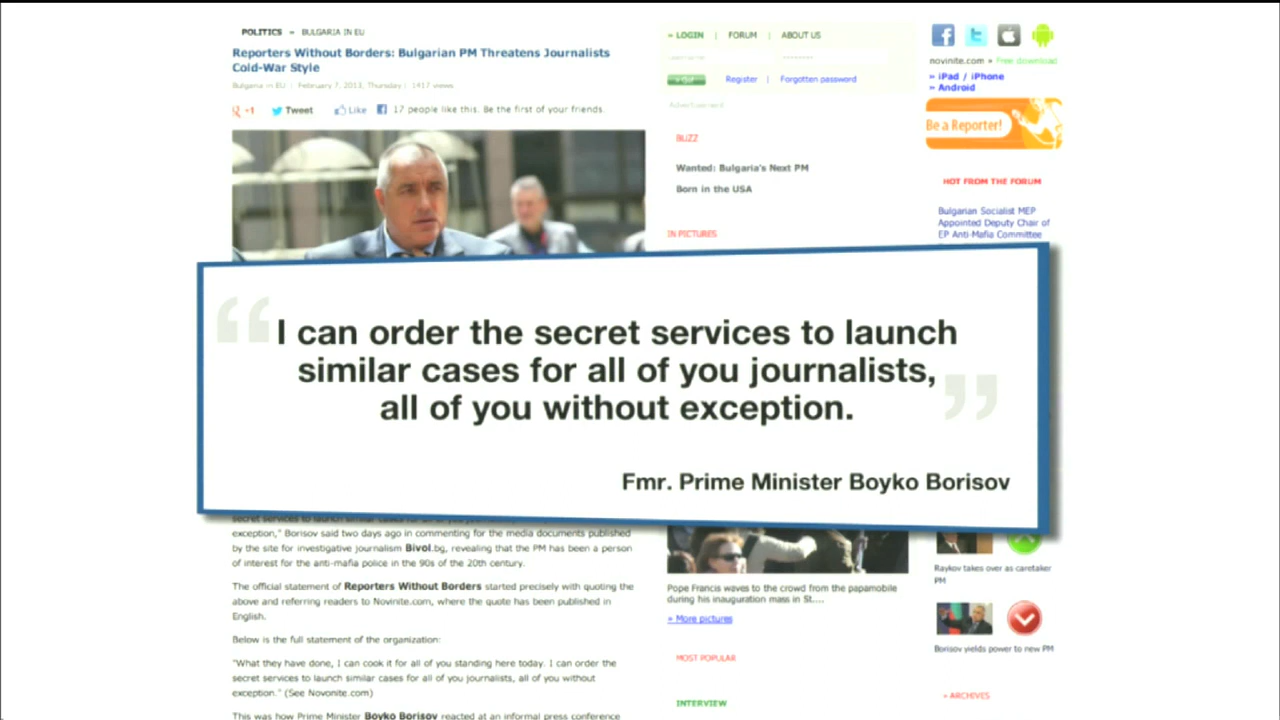 POLITICS » BULGARIA IN EU
Reporters Without Borders: Bulgarian PM Threatens Journalists
Cold-War Style
Bulgaria in EU | February 7, 2013, Thursday | 1417 views
+1 Tweet Like 17 people like this. Be the first of your friends.
» LOGIN | FORUM | ABOUT US
» Go!
Register | Forgotten password
Advertisement
BUZZ
Wanted: Bulgaria's Next PM
Born in the USA
IN PICTURES
novinite.com » Free download
» iPad / iPhone
» Android
Be a Reporter!
HOT FROM THE FORUM
Bulgarian Socialist MEP
Appointed Deputy Chair of
EP Anti-Mafia Committee
“I can order the secret services to launch
similar cases for all of you journalists,
all of you without exception.”
Fmr. Prime Minister Boyko Borisov
exception," Borisov said two days ago in commenting for the media documents published
by the site for investigative journalism Bivol.bg, revealing that the PM has been a person
of interest for the anti-mafia police in the 90s of the 20th century.
The official statement of Reporters Without Borders started precisely with quoting the
above and referring readers to Novinite.com, where the quote has been published in
English.
Below is the full statement of the organization:
"What they have done, I can cook it for all of you standing here today. I can order the
secret services to launch similar cases for all of you journalists, all of you without
exception." (See Novonite.com)
This was how Prime Minister Boyko Borisov reacted at an informal press conference
Pope Francis waves to the crowd from the papamobile
during his inauguration mass in St....
» More pictures
MOST POPULAR
INTERVIEW
Raykov takes over as caretaker
PM
Borisov yields power to new PM
» ARCHIVES